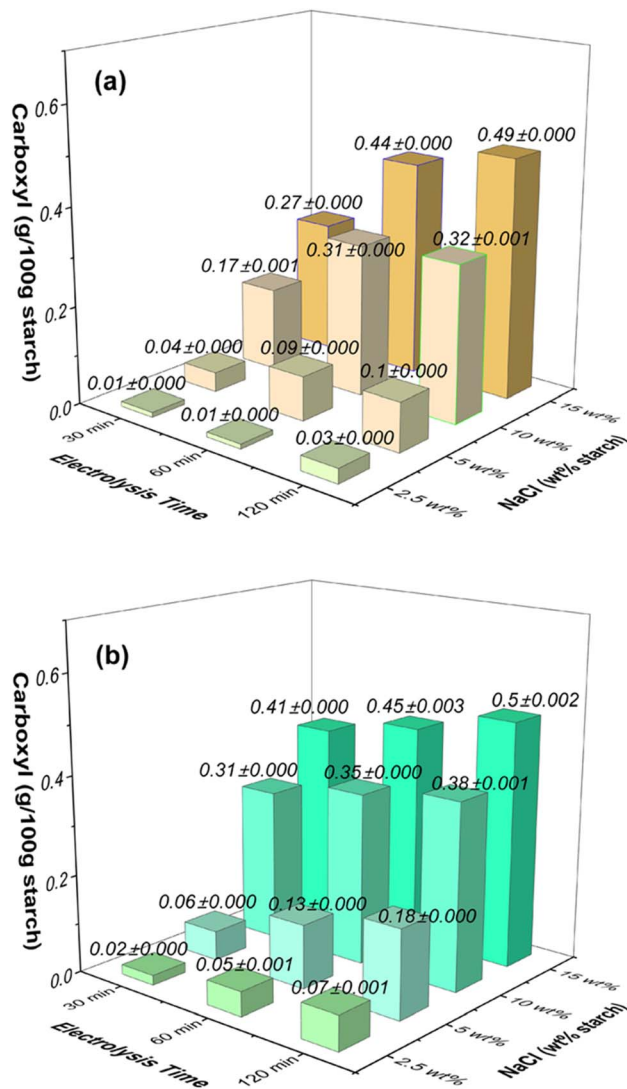 (a)
Carboxyl (g/100g starch)
0.6
0.4
0.2
0.0
0.49±0.000
0.44±0.000
0.27±0.000
0.31±0.000
0.32±0.001
0.17±0.001
0.04±0.000
0.09±0.000
0.1±0.000
0.01±0.000
0.01±0.000
0.03±0.000
30 min
60 min
120 min
Electrolysis Time
2.5 wt%
5 wt%
10 wt%
15 wt%
NaCl (wt% starch)
(b)
Carboxyl (g/100g starch)
0.6
0.4
0.2
0.0
0.41±0.000
0.45±0.003
0.5±0.002
0.31±0.000
0.35±0.000
0.38±0.001
0.06±0.000
0.13±0.000
0.18±0.000
0.02±0.000
0.05±0.001
0.07±0.001
30 min
60 min
120 min
Electrolysis Time
2.5 wt%
5 wt%
10 wt%
15 wt%
NaCl (wt% starch)